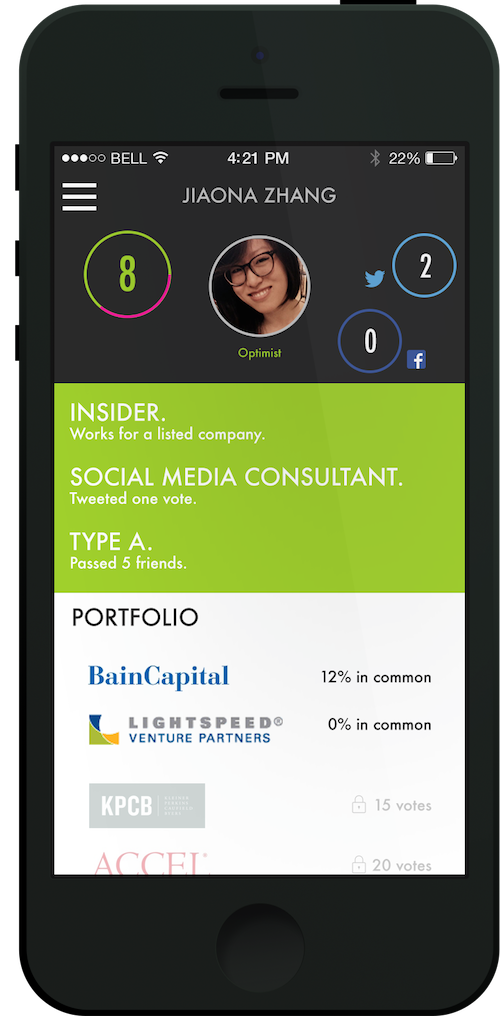 BELL 4:21 PM 22%
JIAONA ZHANG
8
2
0
Optimist
INSIDER.
Works for a listed company.
SOCIAL MEDIA CONSULTANT.
Tweeted one vote.
TYPE A.
Passed 5 friends.
PORTFOLIO
BainCapital 12% in common
LIGHTSPEED® 0% in common
VENTURE PARTNERS
KPCB 15 votes
ACCEL 20 votes